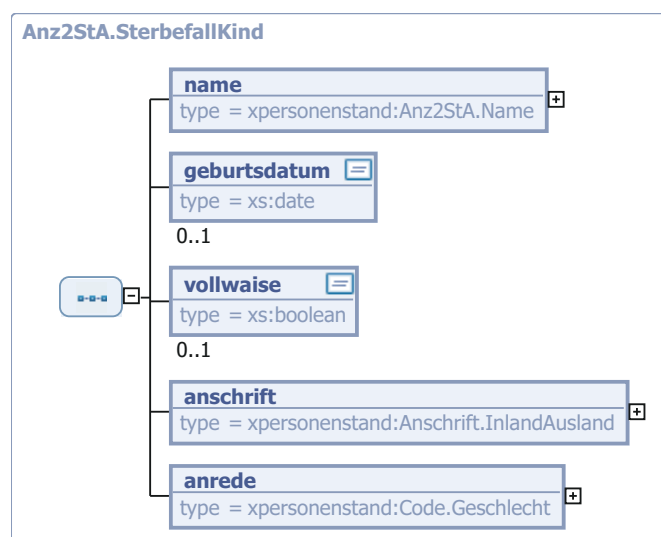 Anz2StA.SterbefallKind
name
type = xpersonenstand:Anz2StA.Name
geburtsdatum
type = xs:date
0..1
vollwaise
type = xs:boolean
0..1
anschrift
type = xpersonenstand:Anschrift.InlandAusland
anrede
type = xpersonenstand:Code.Geschlecht